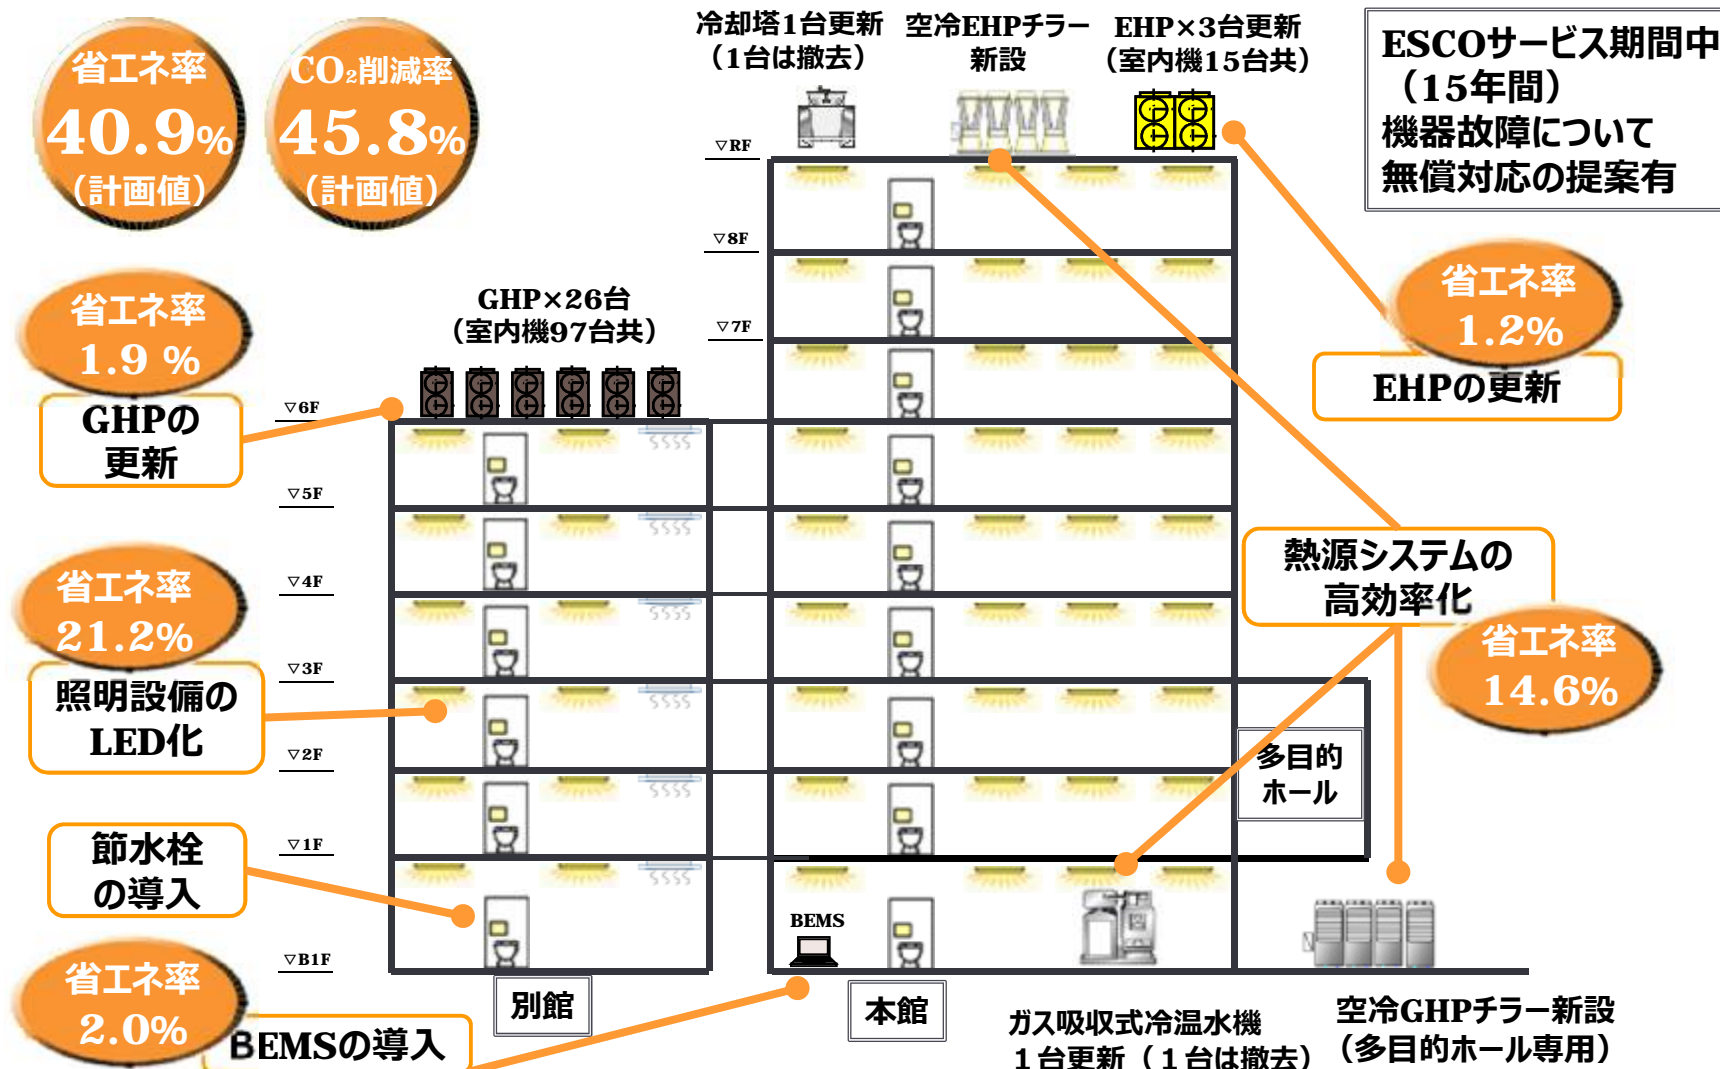 省エネ率
40.9%
（計画値）
CO₂削減率
45.8%
（計画値）
冷却塔1台更新
（1台は撤去）
空冷EHPチラー
新設
EHP×3台更新
（室内機15台共）
ESCOサービス期間中
（15年間）
機器故障について
無償対応の提案有
▽RF
▽8F
▽7F
▽6F
▽5F
▽4F
▽3F
▽2F
▽1F
▽B1F
GHP×26台
（室内機97台共）
省エネ率
1.9 %
GHPの
更新
省エネ率
1.2%
EHPの更新
省エネ率
21.2%
照明設備の
LED化
熱源システムの
高効率化
省エネ率
14.6%
多目的
ホール
節水栓
の導入
BEMS
省エネ率
2.0%
BEMSの導入
別館
本館
ガス吸収式冷温水機
１台更新（１台は撤去）
空冷GHPチラー新設
（多目的ホール専用）